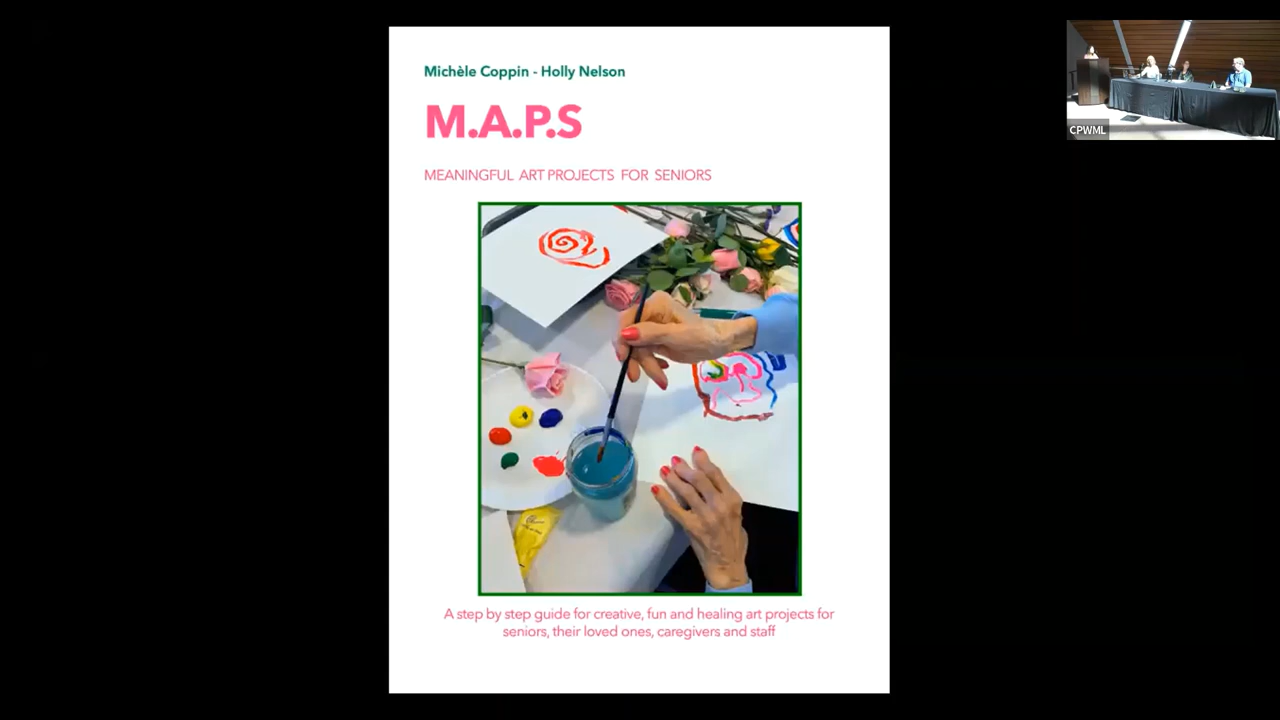 Michèle Coppin - Holly Nelson
M.A.P.S
MEANINGFUL ART PROJECTS FOR SENIORS
A step by step guide for creative, fun and healing art projects for
seniors, their loved ones, caregivers and staff
CPWML